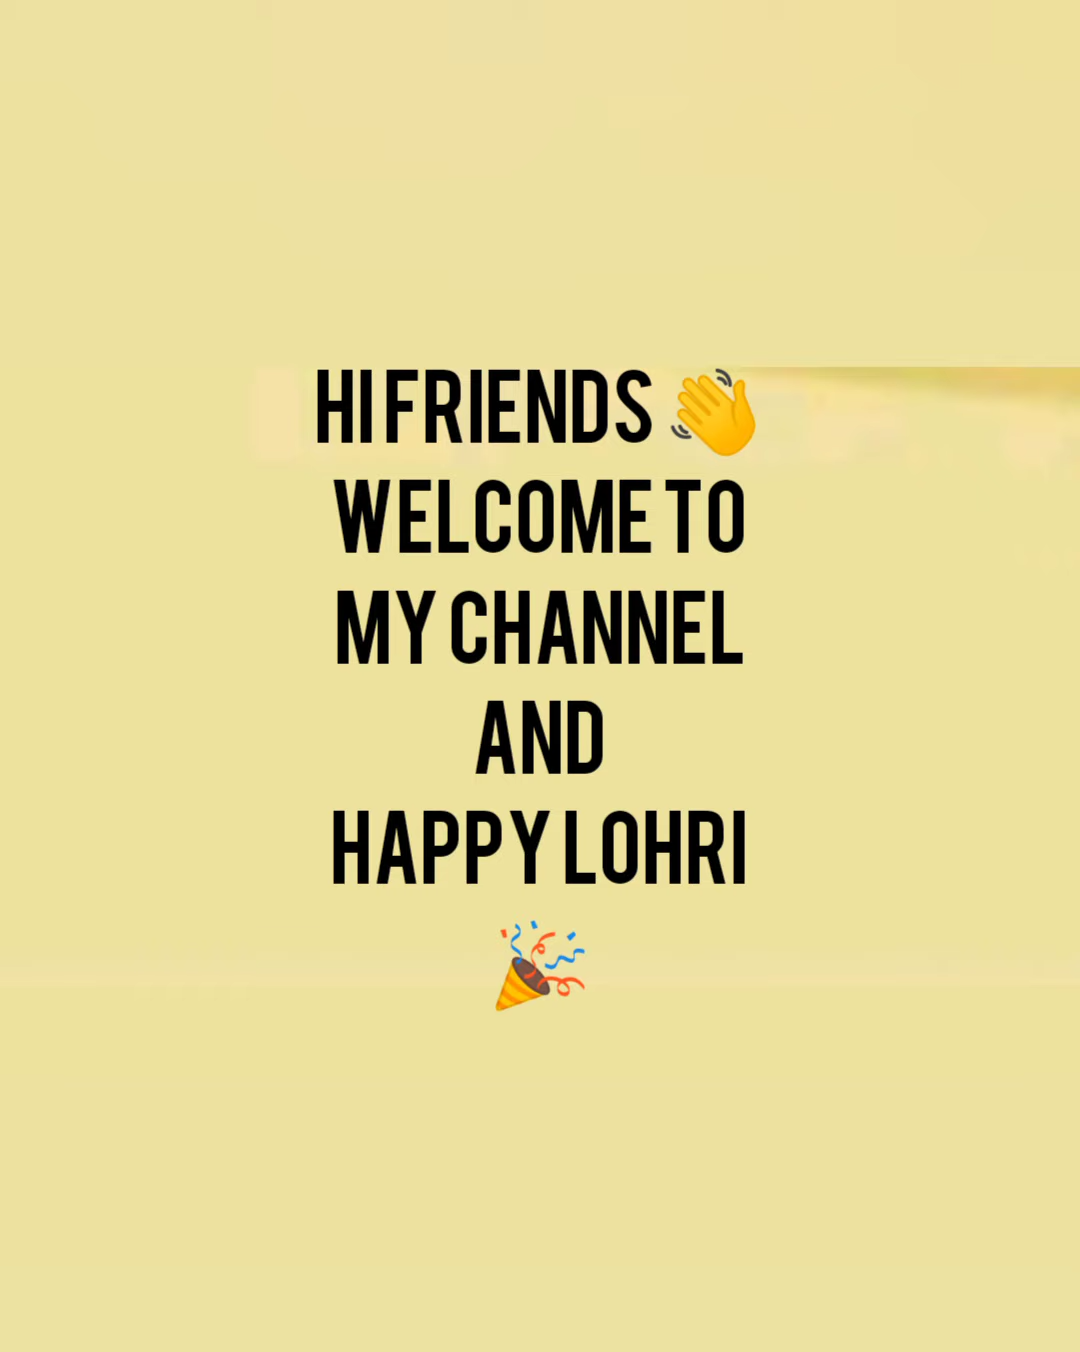 HI FRIENDS 👋
WELCOME TO
MY CHANNEL
AND
HAPPY LOHRI
🎉